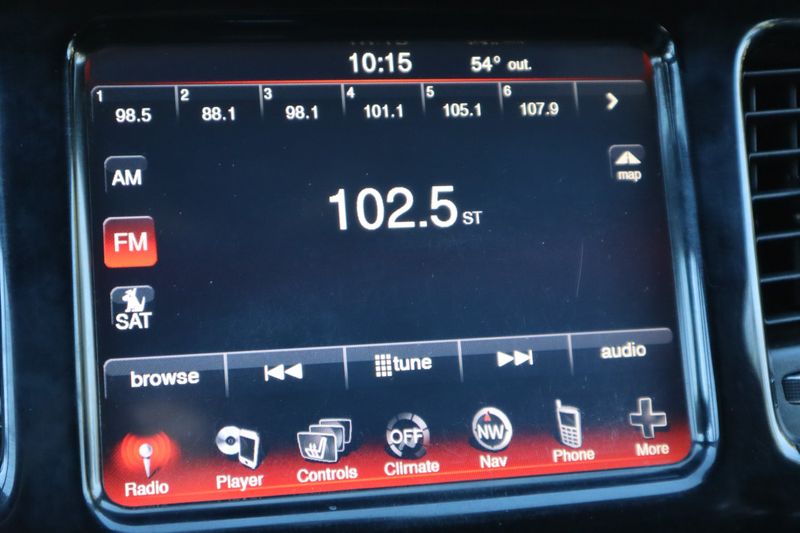 10:15 54° out.
1 2 3 4 5 6
98.5 88.1 98.1 101.1 105.1 107.9
AM
map
102.5 ST
FM
SAT
browse tune audio
OFF NW
Radio Player Controls Climate Nav Phone More